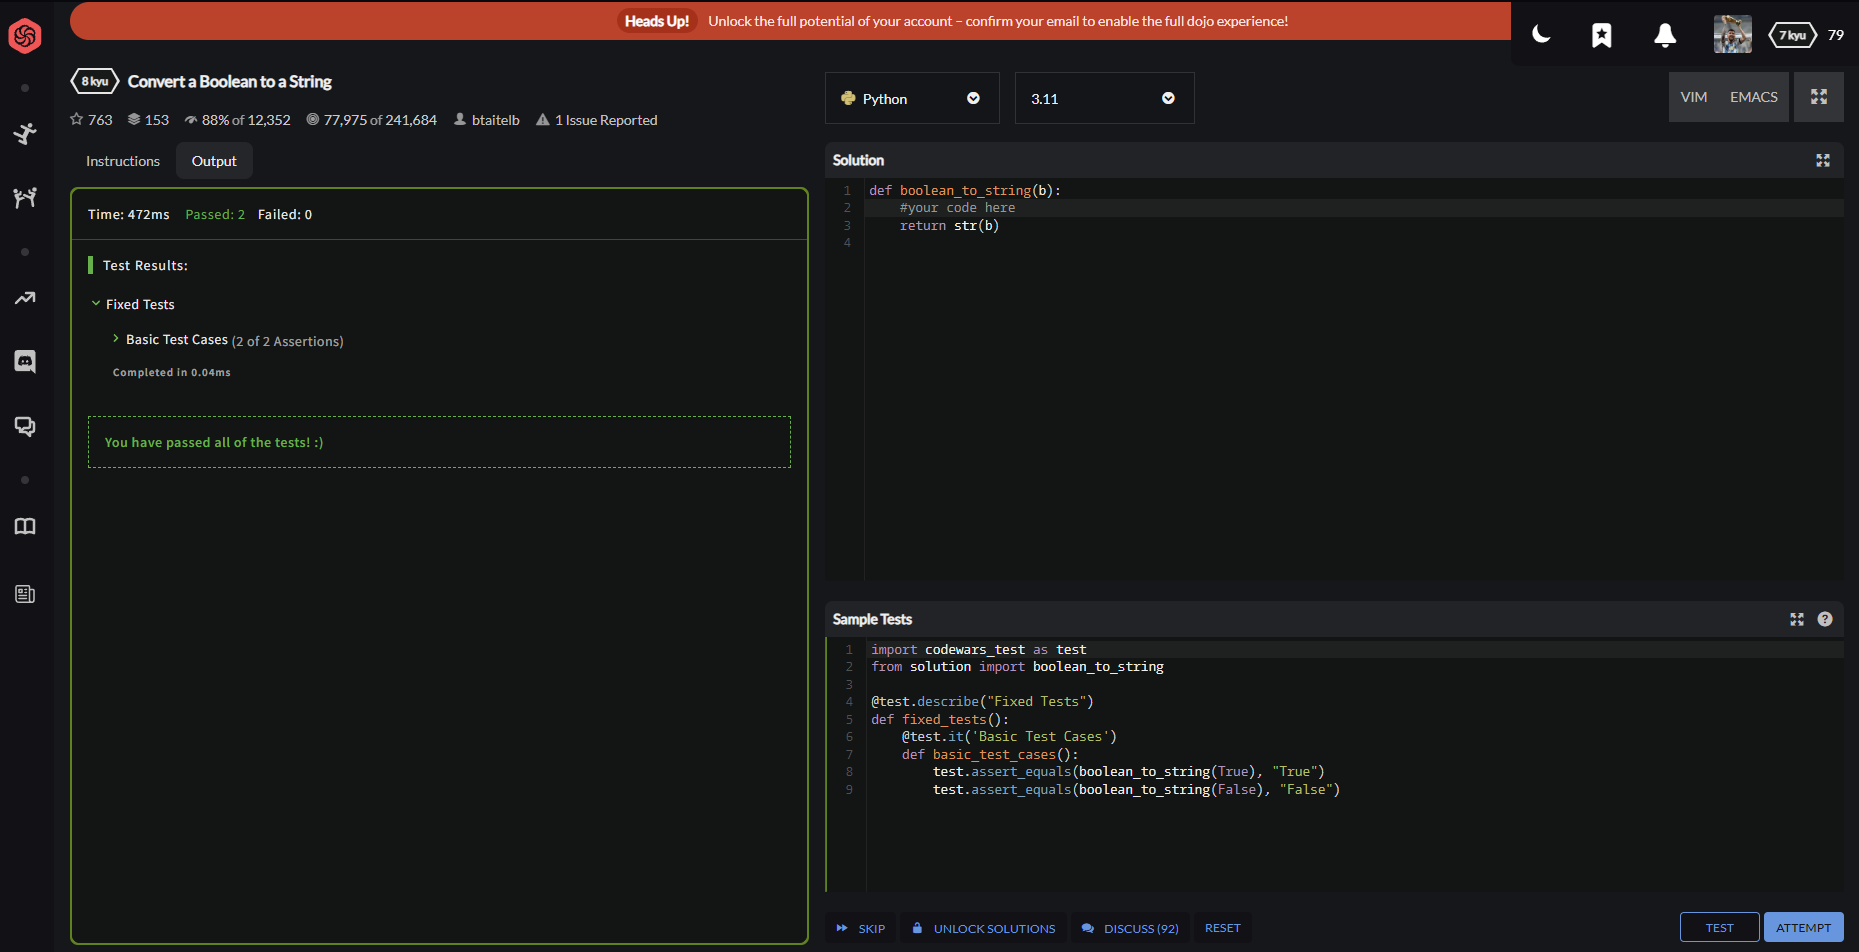 Heads Up! Unlock the full potential of your account – confirm your email to enable the full dojo experience!
7 kyu 79
8 kyu Convert a Boolean to a String
763 153 88% of 12,352 77,975 of 241,684 btaitelb 1 Issue Reported
Instructions Output
Time: 472ms Passed: 2 Failed: 0
Test Results:
Fixed Tests
Basic Test Cases (2 of 2 Assertions)
Completed in 0.04ms
You have passed all of the tests! :)
Python 3.11 VIM EMACS
Solution
1 def boolean_to_string(b):
2 #your code here
3 return str(b)
4
Sample Tests
1 import codewars_test as test
2 from solution import boolean_to_string
3
4 @test.describe("Fixed Tests")
5 def fixed_tests():
6 @test.it('Basic Test Cases')
7 def basic_test_cases():
8 test.assert_equals(boolean_to_string(True), "True")
9 test.assert_equals(boolean_to_string(False), "False")
SKIP UNLOCK SOLUTIONS DISCUSS (92) RESET TEST ATTEMPT